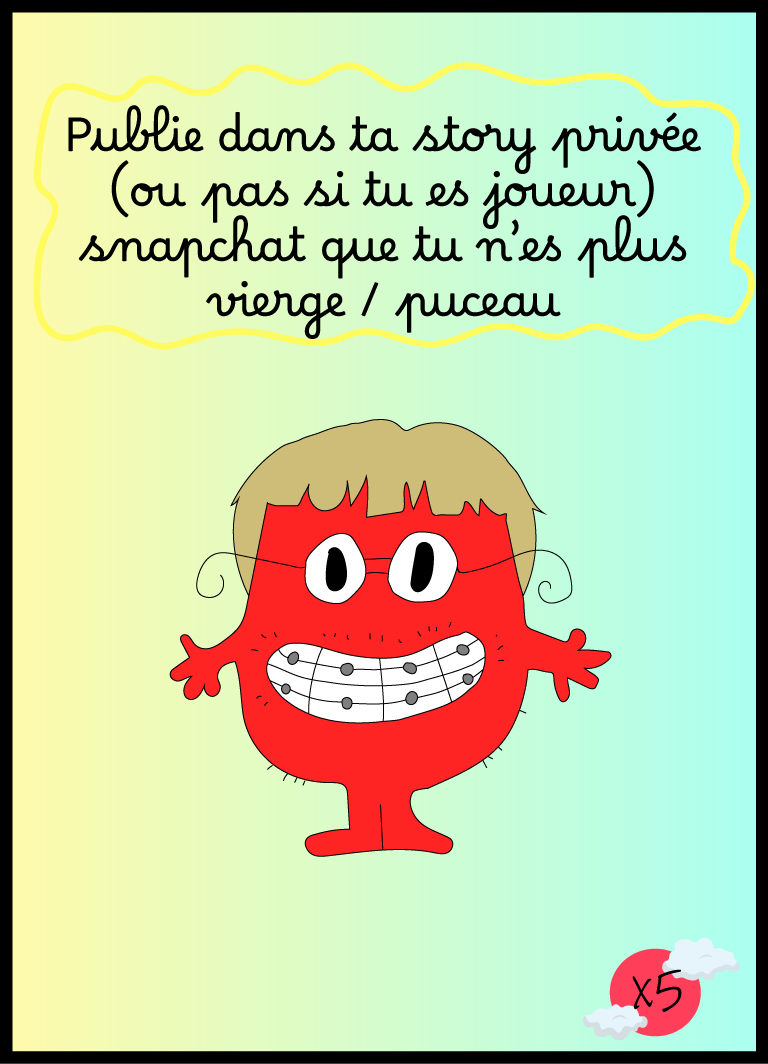 Publie dans ta story privée
(ou pas si tu es joueur)
snapchat que tu n'es plus
vierge / puceau
x5